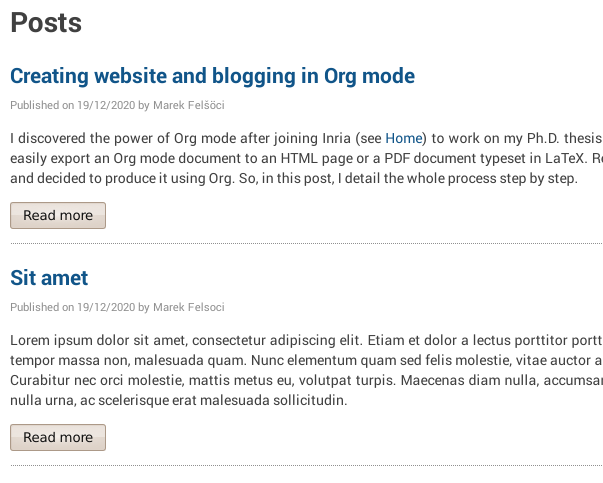 Posts
Creating website and blogging in Org mode
Published on 19/12/2020 by Marek Felšöci
I discovered the power of Org mode after joining Inria (see Home) to work on my Ph.D. thesis
easily export an Org mode document to an HTML page or a PDF document typeset in LaTeX.
and decided to produce it using Org. So, in this post, I detail the whole process step by step.
Read more
Sit amet
Published on 19/12/2020 by Marek Felsoci
Lorem ipsum dolor sit amet, consectetur adipiscing elit. Etiam et dolor a lectus porttitor
tempor massa non, malesuada quam. Nunc elementum quam sed felis molestie, vitae auctor a
Curabitur nec orci molestie, mattis metus eu, volutpat turpis. Maecenas diam nulla,
nulla urna, ac scelerisque erat malesuada sollicitudin.
Read more